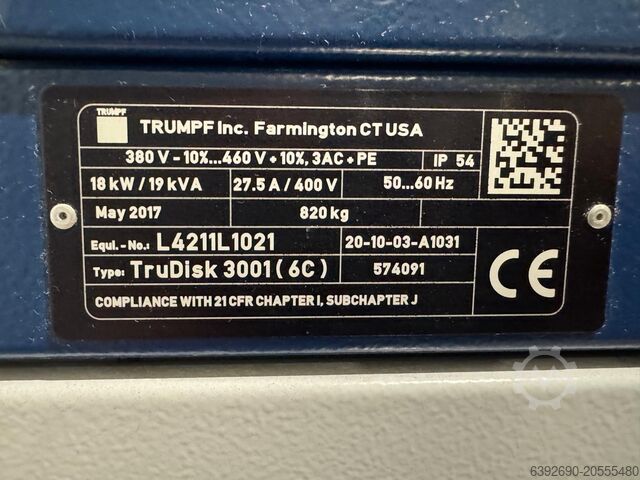 TRUMPF
TRUMPF Inc. Farmington CT USA
380 V - 10%...460 V + 10%, 3AC + PE IP 54
18 kW / 19 kVA 27.5 A / 400 V 50...60 Hz
May 2017 820 kg
Equi.-No.: L4211L1021 20-10-03-A1031
Type: TruDisk 3001 ( 6C ) 574091
CE
COMPLIANCE WITH 21 CFR CHAPTER I, SUBCHAPTER J
6392690-20555480